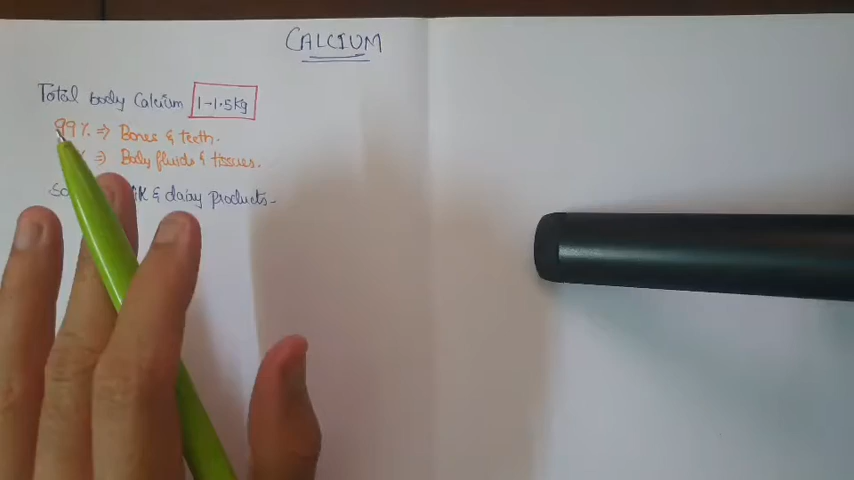 CALCIUM
Total body Calcium 1-1.5kg
99% ⇒ Bones & teeth.
% ⇒ Body fluids & tissues.
& dairy products.